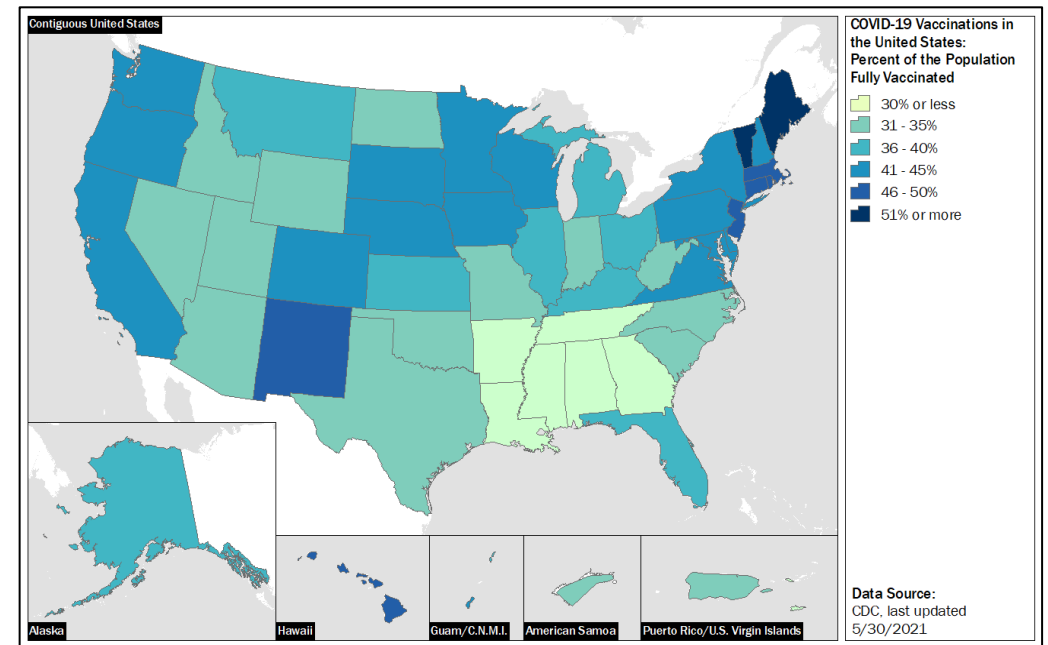 Contiguous United States
COVID-19 Vaccinations in
the United States:
Percent of the Population
Fully Vaccinated
30% or less
31 - 35%
36 - 40%
41 - 45%
46 - 50%
51% or more
Alaska
Hawaii
Guam/C.N.M.I.
American Samoa
Puerto Rico/U.S. Virgin Islands
Data Source:
CDC, last updated
5/30/2021